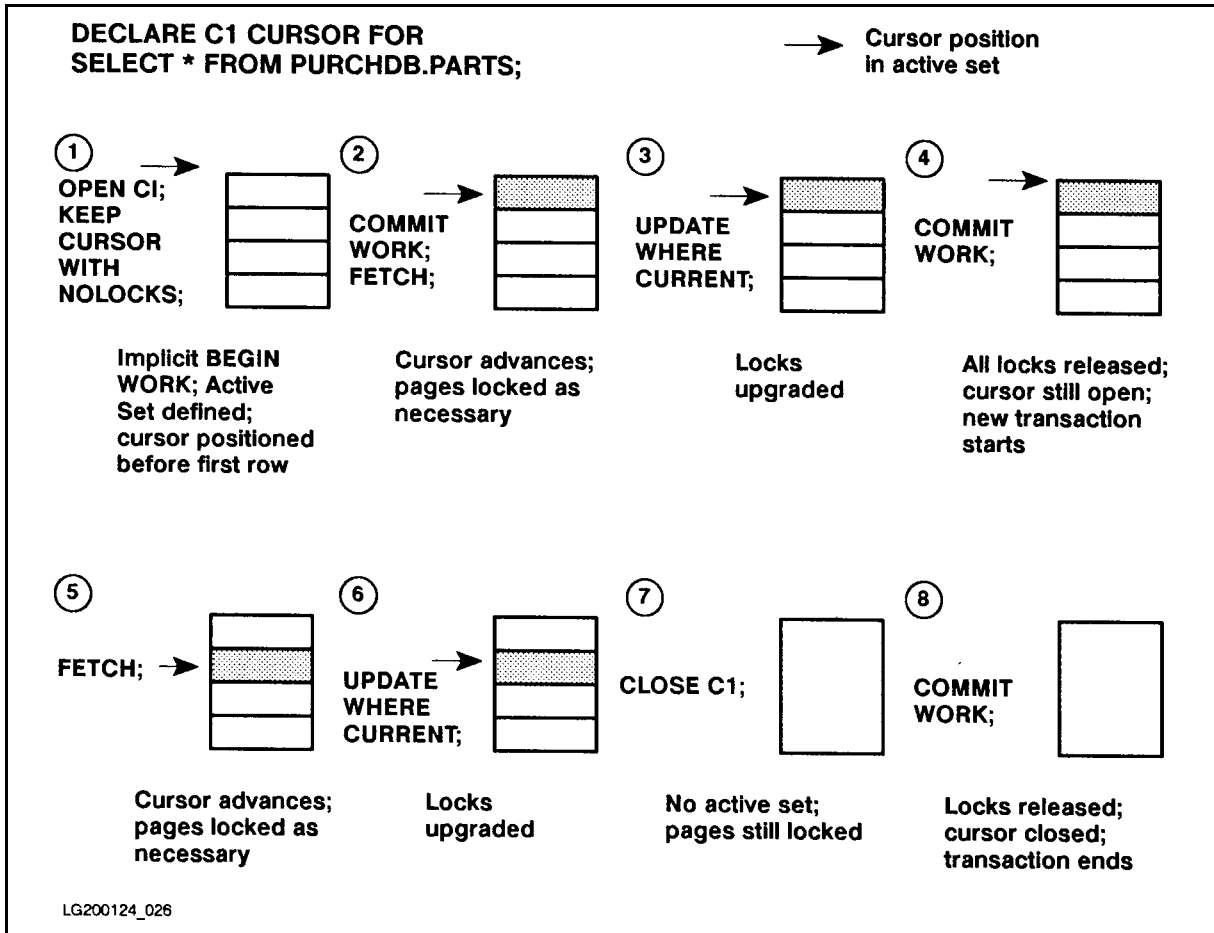 DECLARE C1 CURSOR FOR
SELECT * FROM PURCHDB.PARTS;
Cursor position
in active set
1
OPEN CI;
KEEP
CURSOR
WITH
NOLOCKS;
Implicit BEGIN
WORK; Active
Set defined;
cursor positioned
before first row
2
COMMIT
WORK;
FETCH;
Cursor advances;
pages locked as
necessary
3
UPDATE
WHERE
CURRENT;
Locks
upgraded
4
COMMIT
WORK;
All locks released;
cursor still open;
new transaction
starts
5
FETCH;
Cursor advances;
pages locked as
necessary
6
UPDATE
WHERE
CURRENT;
Locks
upgraded
7
CLOSE C1;
No active set;
pages still locked
8
COMMIT
WORK;
Locks released;
cursor closed;
transaction ends
LG200124_026